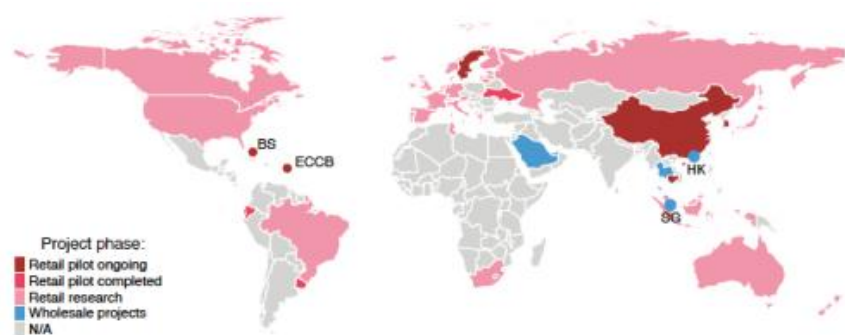 BS
ECCB
HK
SG
Project phase:
Retail pilot ongoing
Retail pilot completed
Retail research
Wholesale projects
N/A